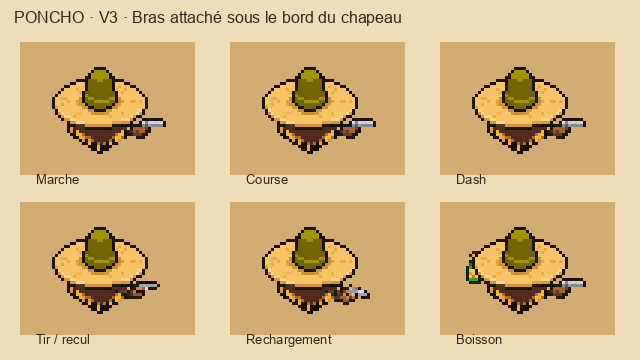 PONCHO · V3 · Bras attaché sous le bord du chapeau
Marche
Course
Dash
Tir / recul
Rechargement
Boisson